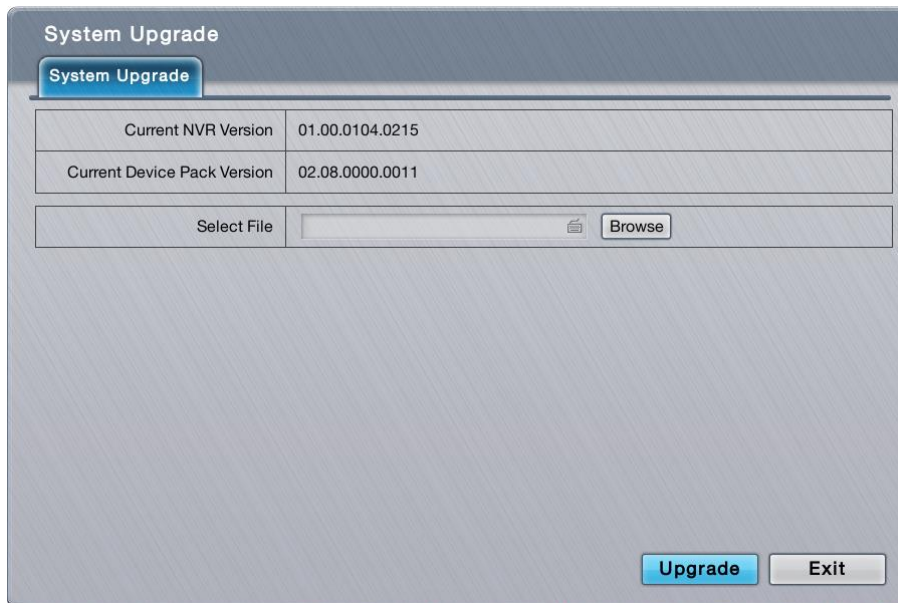 System Upgrade
System Upgrade
Current NVR Version 01.00.0104.0215
Current Device Pack Version 02.08.0000.0011
Select File Browse
Upgrade Exit